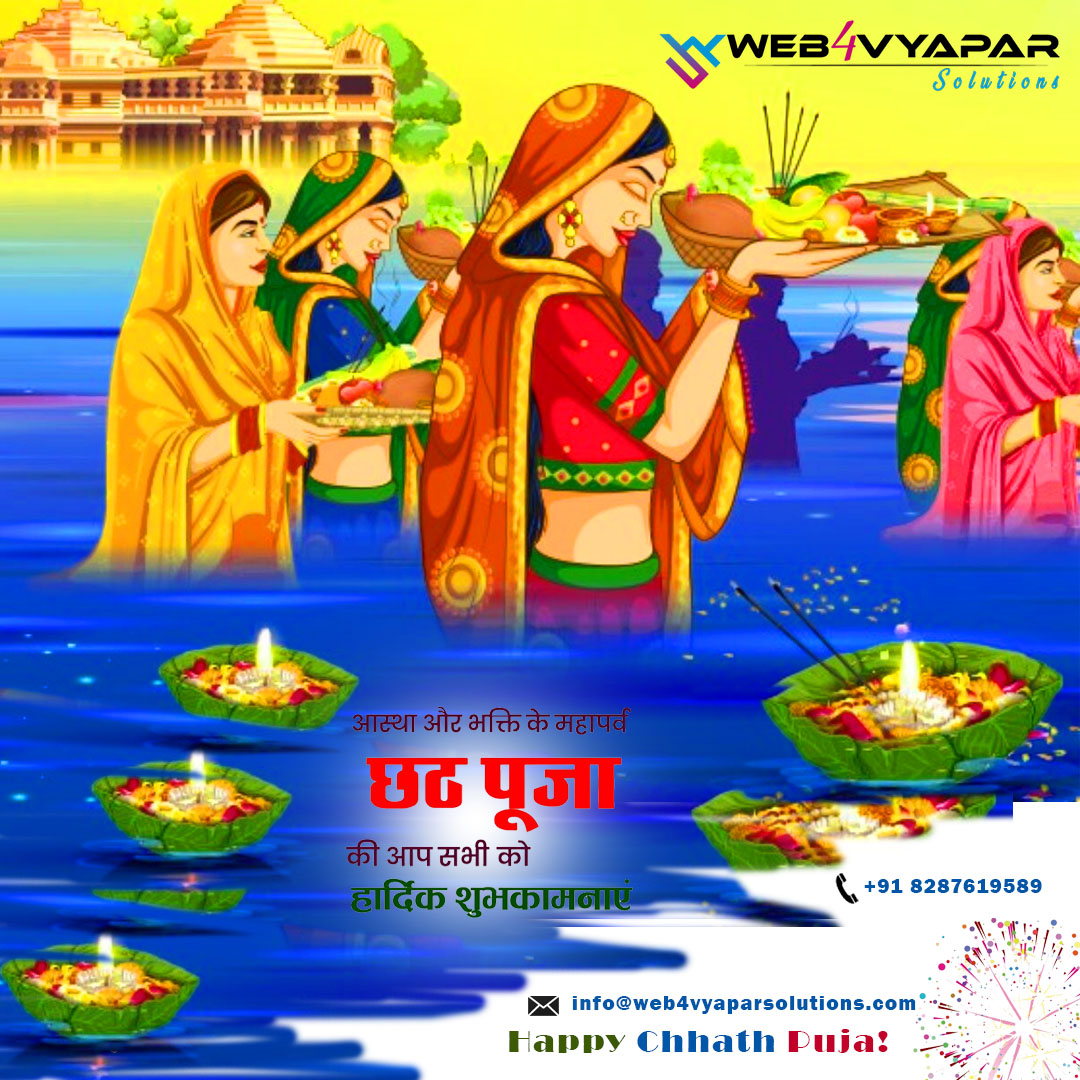 WEB4VYAPAR
Solutions
आस्था और भक्ति के महापर्व
छठ पूजा
की आप सभी को
हार्दिक शुभकामनाएं
+91 8287619589
info@web4vyaparsolutions.com
Happy Chhath Puja!